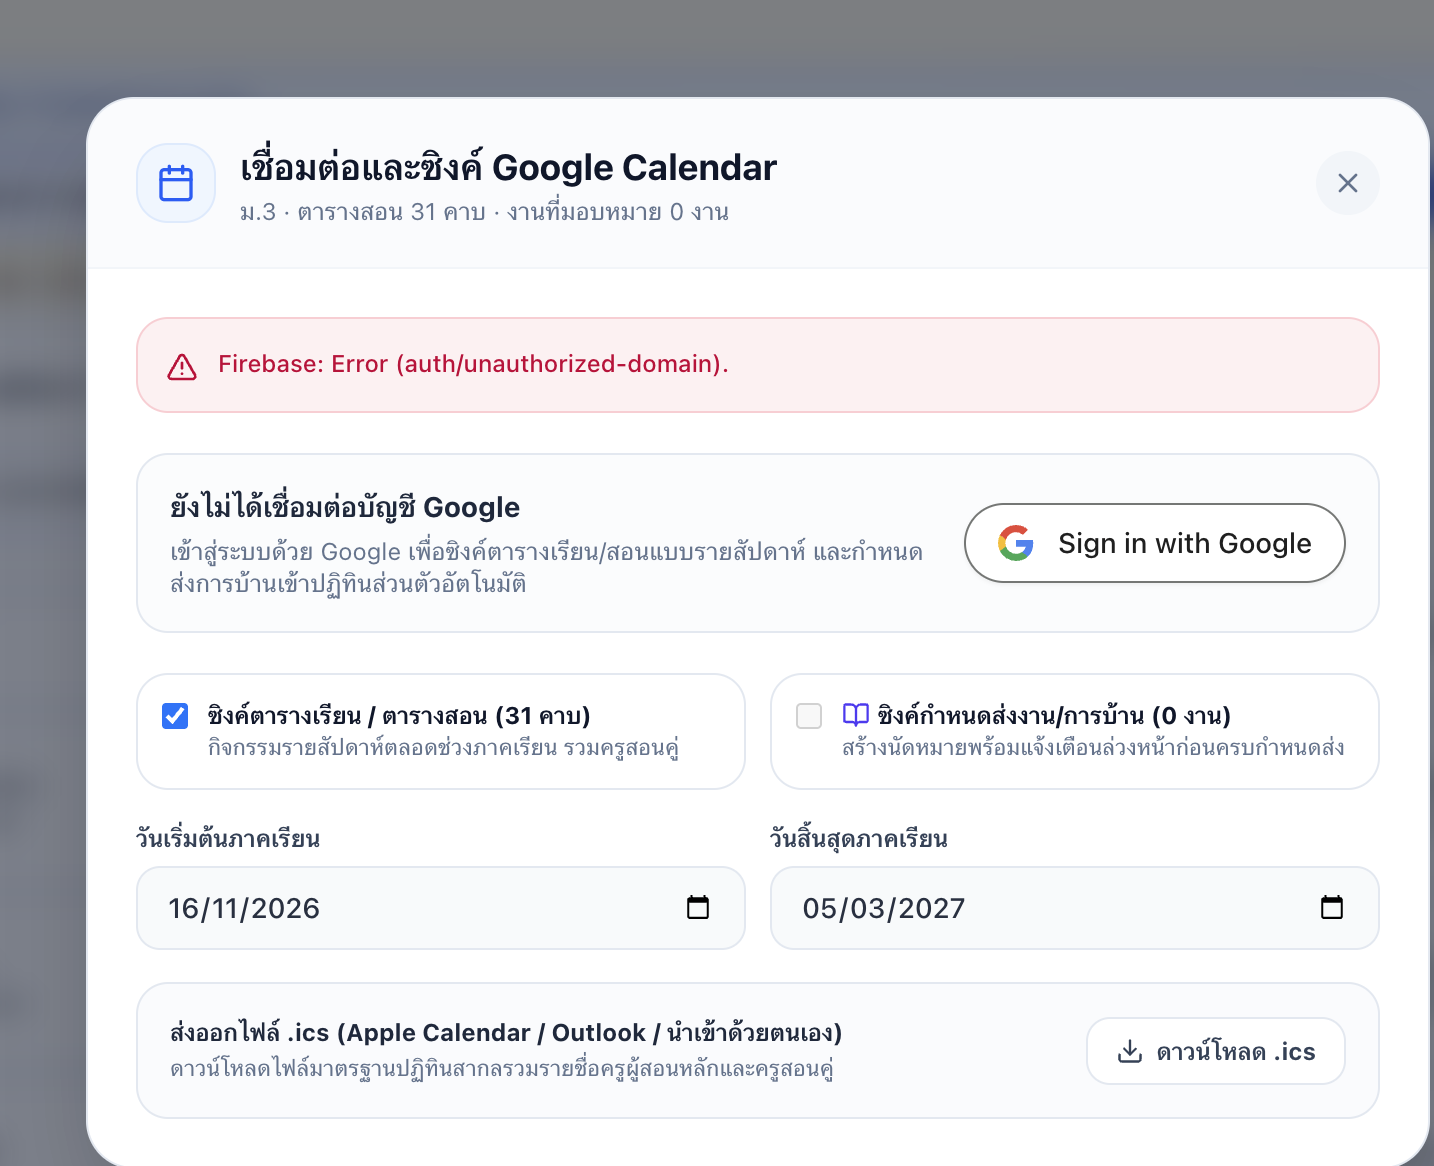 เชื่อมต่อและซิงค์ Google Calendar
ม.3 · ตารางสอน 31 คาบ · งานที่มอบหมาย 0 งาน
Firebase: Error (auth/unauthorized-domain).
ยังไม่ได้เชื่อมต่อบัญชี Google
เข้าสู่ระบบด้วย Google เพื่อซิงค์ตารางเรียน/สอนแบบรายสัปดาห์ และกำหนด
ส่งการบ้านเข้าปฏิทินส่วนตัวอัตโนมัติ
Sign in with Google
ซิงค์ตารางเรียน / ตารางสอน (31 คาบ)
กิจกรรมรายสัปดาห์ตลอดช่วงภาคเรียน รวมครูสอนคู่
ซิงค์กำหนดส่งงาน/การบ้าน (0 งาน)
สร้างนัดหมายพร้อมแจ้งเตือนล่วงหน้าก่อนครบกำหนดส่ง
วันเริ่มต้นภาคเรียน
16/11/2026
วันสิ้นสุดภาคเรียน
05/03/2027
ส่งออกไฟล์ .ics (Apple Calendar / Outlook / นำเข้าด้วยตนเอง)
ดาวน์โหลดไฟล์มาตรฐานปฏิทินสากลรวมรายชื่อครูผู้สอนหลักและครูสอนคู่
ดาวน์โหลด .ics